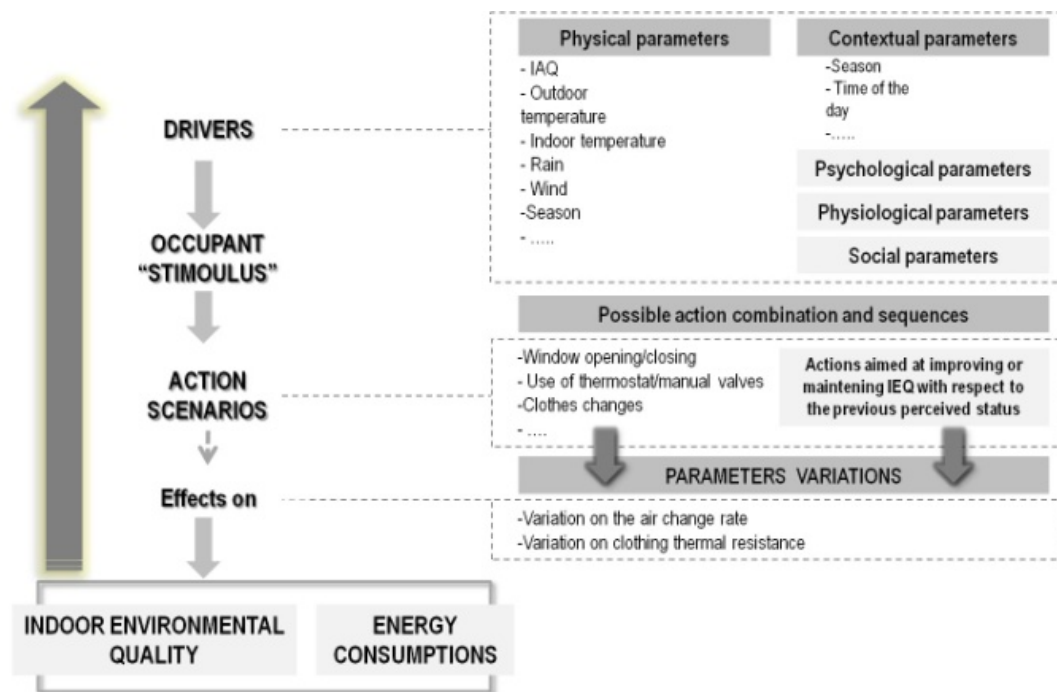 Physical parameters
- IAQ
- Outdoor
temperature
- Indoor temperature
- Rain
- Wind
-Season
- .....
Contextual parameters
-Season
- Time of the
day
-.....
Psychological parameters
Physiological parameters
Social parameters
DRIVERS
OCCUPANT
“STIMOULUS”
ACTION
SCENARIOS
Effects on
Possible action combination and sequences
-Window opening/closing
- Use of thermostat/manual valves
-Clothes changes
- ....
Actions aimed at improving or
maintening IEQ with respect to
the previous perceived status
PARAMETERS VARIATIONS
-Variation on the air change rate
-Variation on clothing thermal resistance
INDOOR ENVIRONMENTAL
QUALITY
ENERGY
CONSUMPTIONS